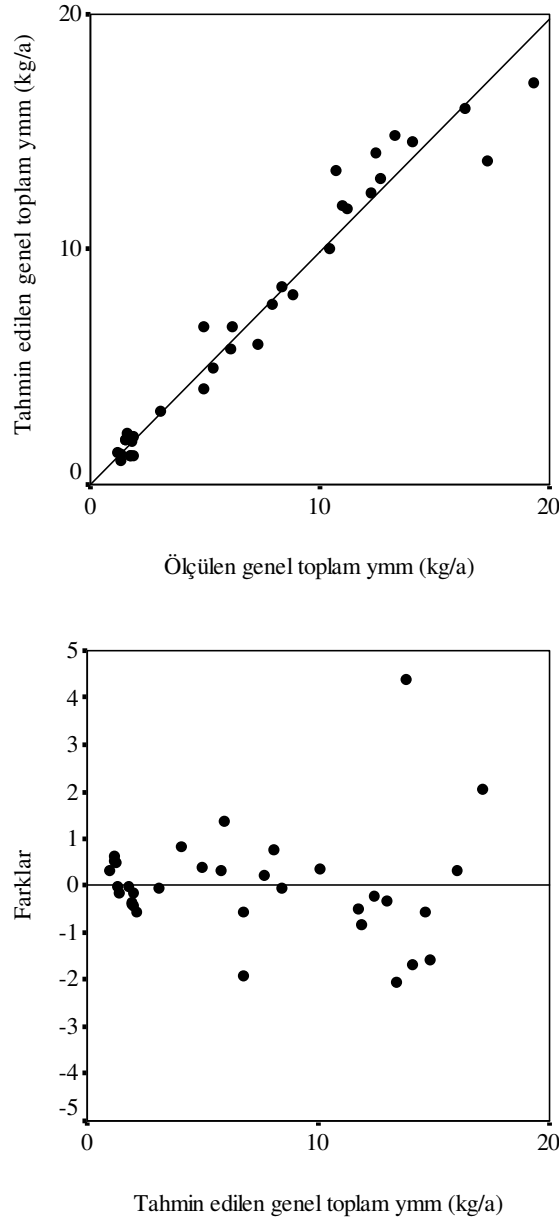 20
10
0
Tahmin edilen genel toplam ymm (kg/a)
0 10 20
Ölçülen genel toplam ymm (kg/a)
5
4
3
2
1
0
-1
-2
-3
-4
-5
Farklar
0 10 20
Tahmin edilen genel toplam ymm (kg/a)